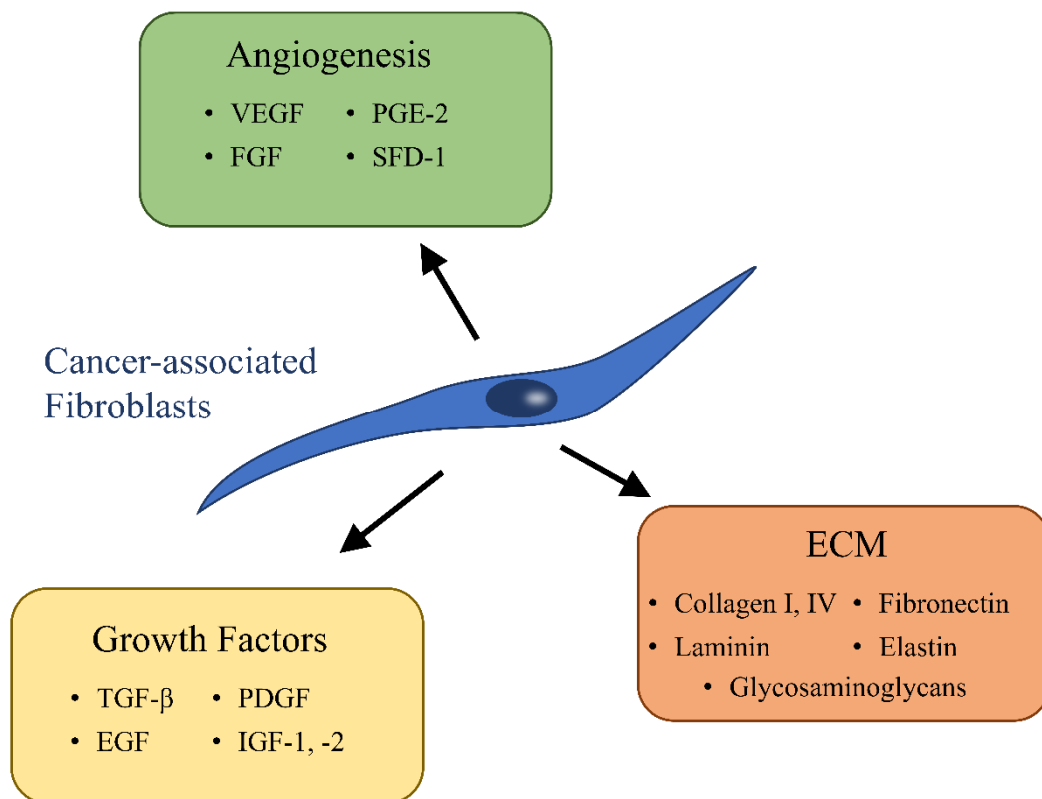 Angiogenesis
• VEGF • PGE-2
• FGF • SFD-1
Cancer-associated
Fibroblasts
ECM
• Collagen I, IV • Fibronectin
• Laminin • Elastin
• Glycosaminoglycans
Growth Factors
• TGF-β • PDGF
• EGF • IGF-1, -2